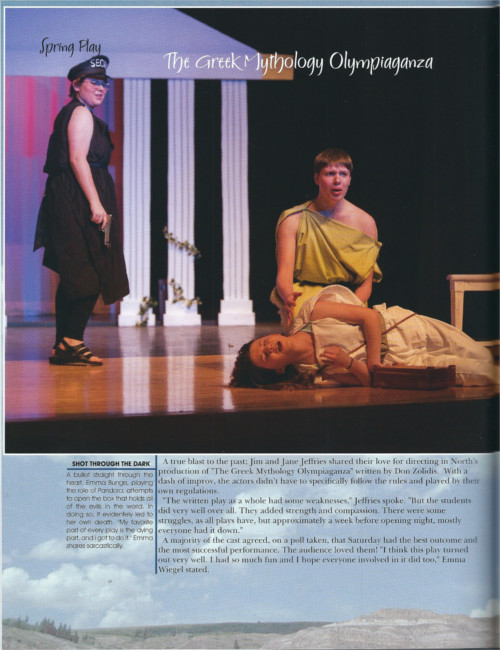 Spring Play
The Greek Mythology Olympiaganza
SEC
SHOT THROUGH THE DARK
A bullet straight through the
heart. Emma Bungs, playing
the role of Pandora, attempts
to open the box that holds all
of the evils in the world. In
doing so, it evidentely led to
her own death. "My favorite
part of every play is the dying
part, and I got to do it." Emma
shares sarcastically.
A true blast to the past; Jim and Jane Jeffries shared their love for directing in North's
production of "The Greek Mythology Olympiaganza" written by Don Zolidis. With a
dash of improv, the actors didn't have to specifically follow the rules and played by their
own regulations.
"The written play as a whole had some weaknesses," Jeffries spoke. "But the students
did very well over all. They added strength and compassion. There were some
struggles, as all plays have, but approximately a week before opening night, mostly
everyone had it down."
A majority of the cast agreed, on a poll taken, that Saturday had the best outcome and
the most successful performance. The audience loved them! "I think this play turned
out very well. I had so much fun and I hope everyone involved in it did too," Emma
Wiegel stated.